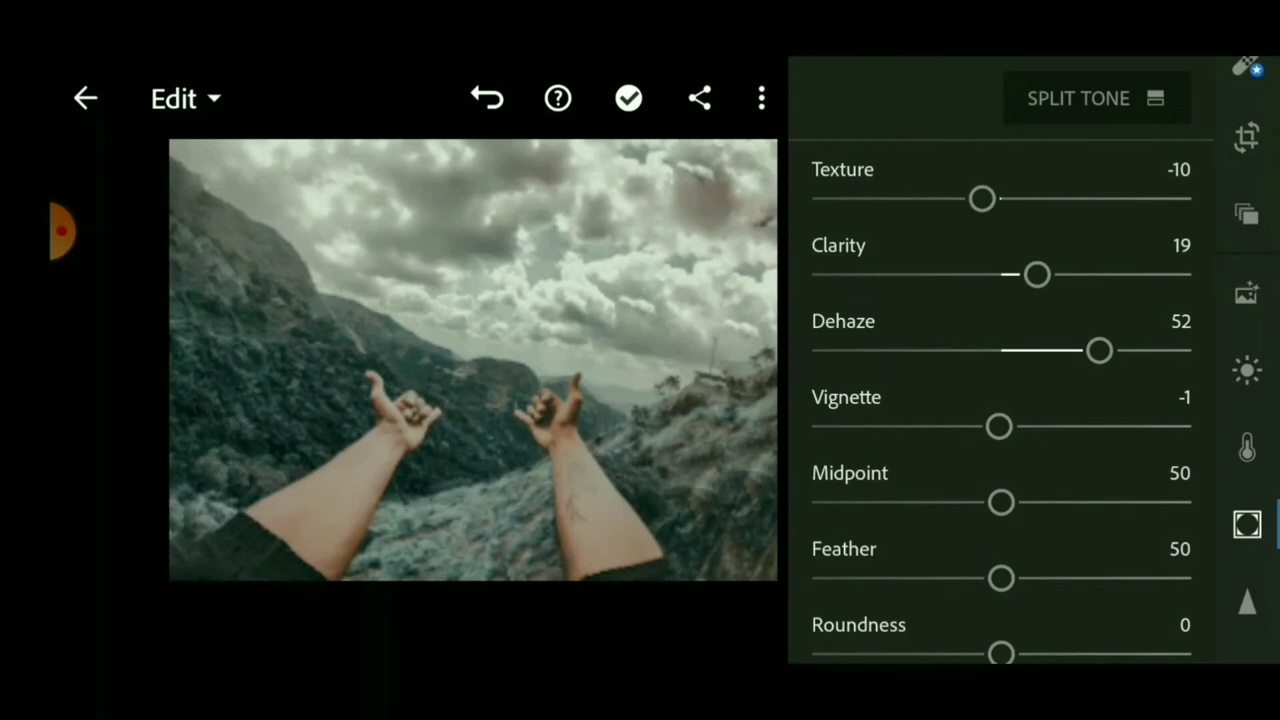 Edit
SPLIT TONE
Texture -10
Clarity 19
Dehaze 52
Vignette -1
Midpoint 50
Feather 50
Roundness 0